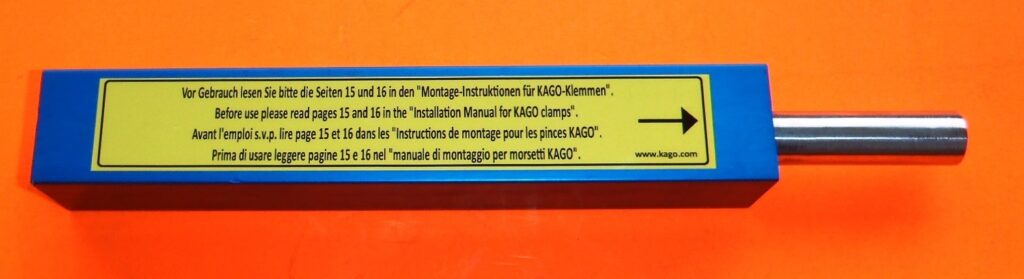 Vor Gebrauch lesen Sie bitte die Seiten 15 und 16 in den "Montage-Instruktionen für KAGO-Klemmen".
Before use please read pages 15 and 16 in the "Installation Manual for KAGO clamps".
Avant l'emploi s.v.p. lire page 15 et 16 dans les "Instructions de montage pour les pinces KAGO".
Prima di usare leggere pagine 15 e 16 nel "manuale di montaggio per morsetti KAGO".
www.kago.com